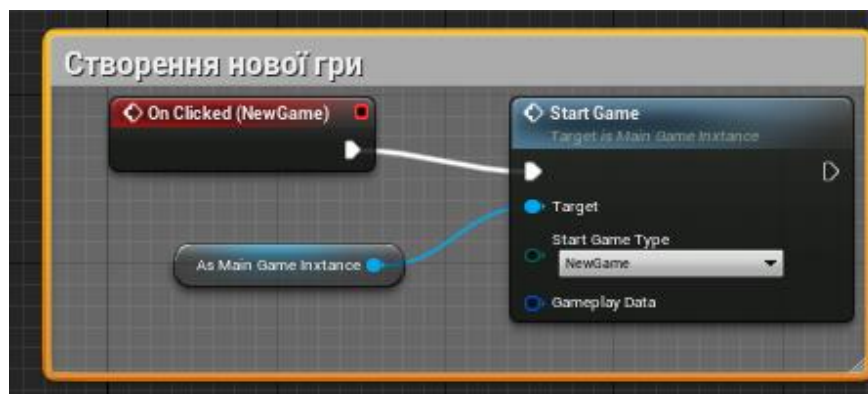 Створення нової гри
On Clicked (NewGame)
Start Game
Target is Main Game Inxtance
Target
Start Game Type
As Main Game Inxtance
NewGame
Gameplay Data